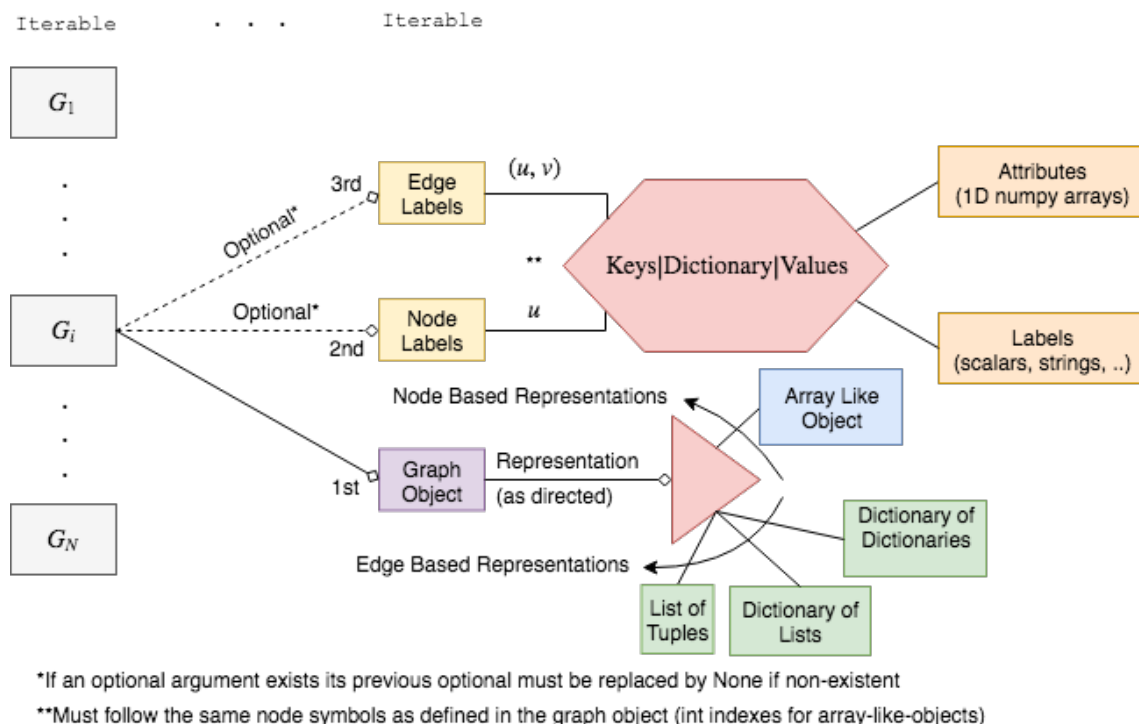 Iterable . . . Iterable
G1
.
.
.
Gi
.
.
.
GN
3rd
Optional*
Edge
Labels
(u, v)
**
Optional*
2nd
Node
Labels
u
Keys|Dictionary|Values
Attributes
(1D numpy arrays)
Labels
(scalars, strings, ..)
Node Based Representations
Array Like
Object
1st
Graph
Object
Representation
(as directed)
Dictionary of
Dictionaries
Edge Based Representations
List of
Tuples
Dictionary of
Lists
*If an optional argument exists its previous optional must be replaced by None if non-existent
**Must follow the same node symbols as defined in the graph object (int indexes for array-like-objects)